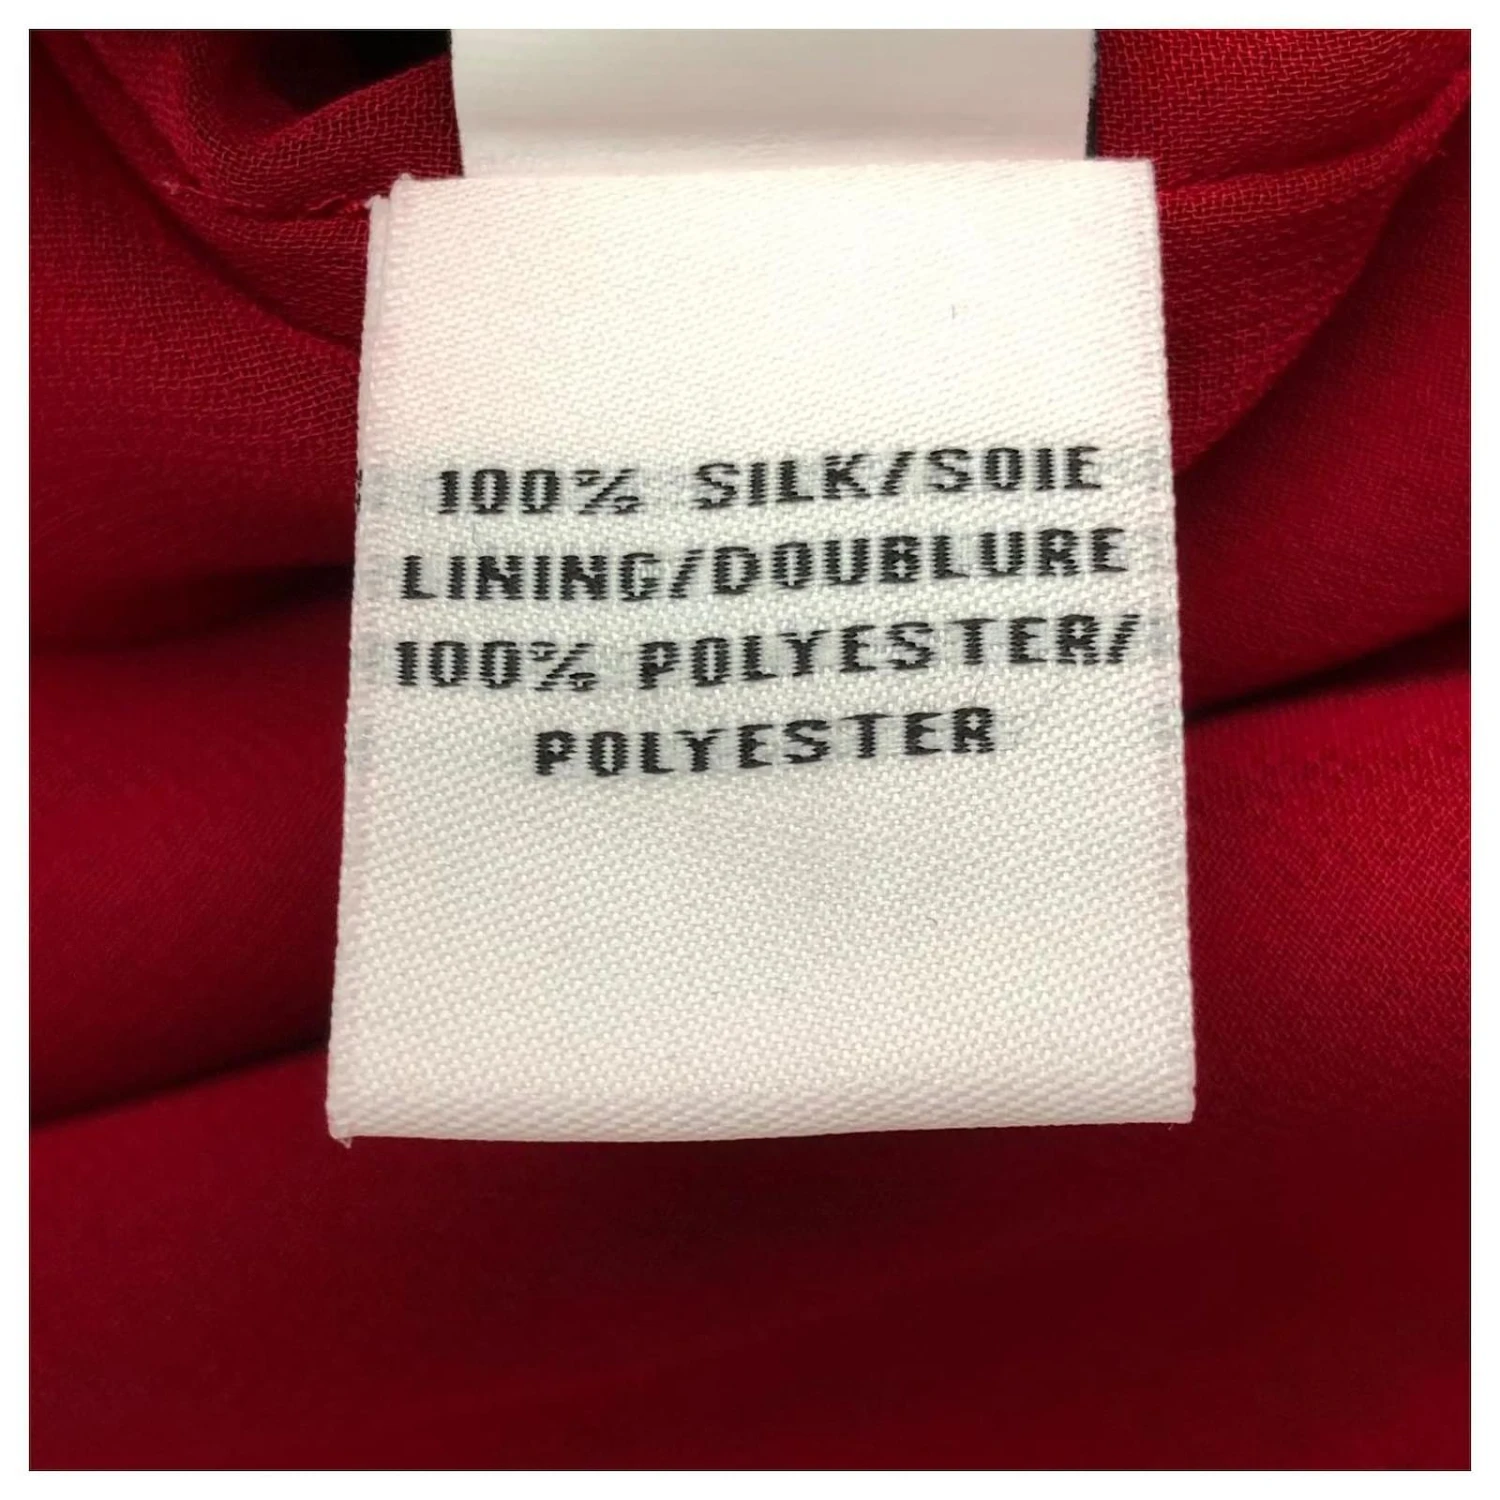 100% SILK/SOIE
LINING/DOUBLURE
100% POLYESTER/
POLYESTER